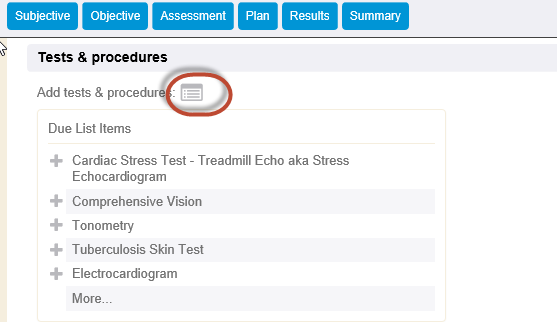 Subjective Objective Assessment Plan Results Summary
Tests & procedures
Add tests & procedures:
Due List Items
Cardiac Stress Test - Treadmill Echo aka Stress
Echocardiogram
Comprehensive Vision
Tonometry
Tuberculosis Skin Test
Electrocardiogram
More...